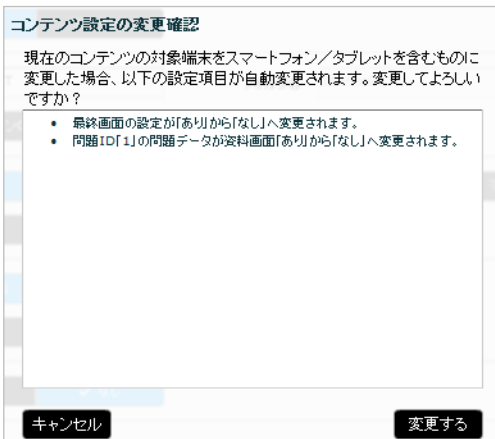 コンテンツ設定の変更確認
現在のコンテンツの対象端末をスマートフォン／タブレットを含むものに
変更した場合、以下の設定項目が自動変更されます。変更してよろしい
ですか？
• 最終画面の設定が「あり」から「なし」へ変更されます。
• 問題ID「1」の問題データが資料画面「あり」から「なし」へ変更されます。
キャンセル
変更する